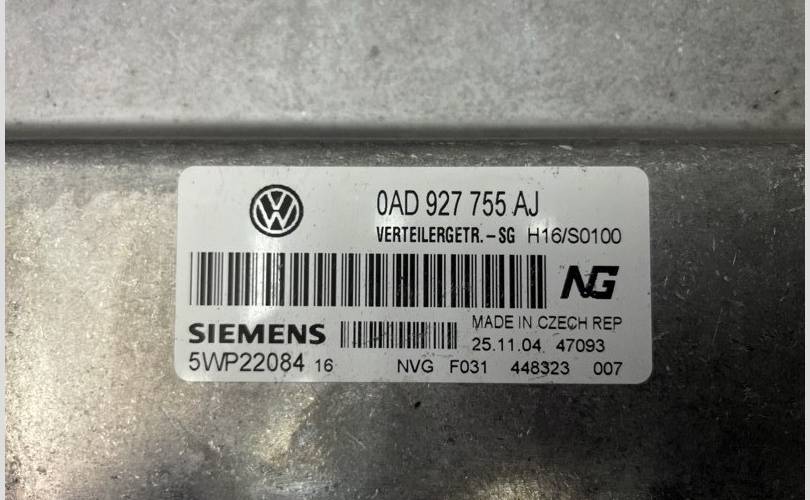 0AD 927 755 AJ
VERTEILERGETR.-SG H16/S0100
NG
SIEMENS
MADE IN CZECH REP
25.11.04 47093
5WP22084 16
NVG F031 448323 007